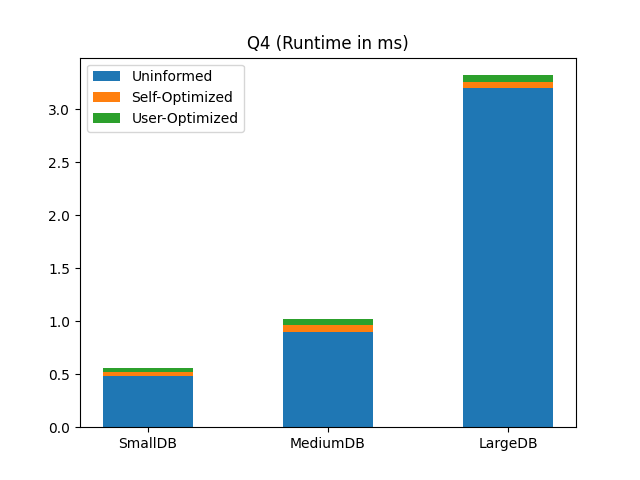 Q4 (Runtime in ms)
Uninformed
Self-Optimized
User-Optimized
3.0
2.5
2.0
1.5
1.0
0.5
0.0
SmallDB MediumDB LargeDB